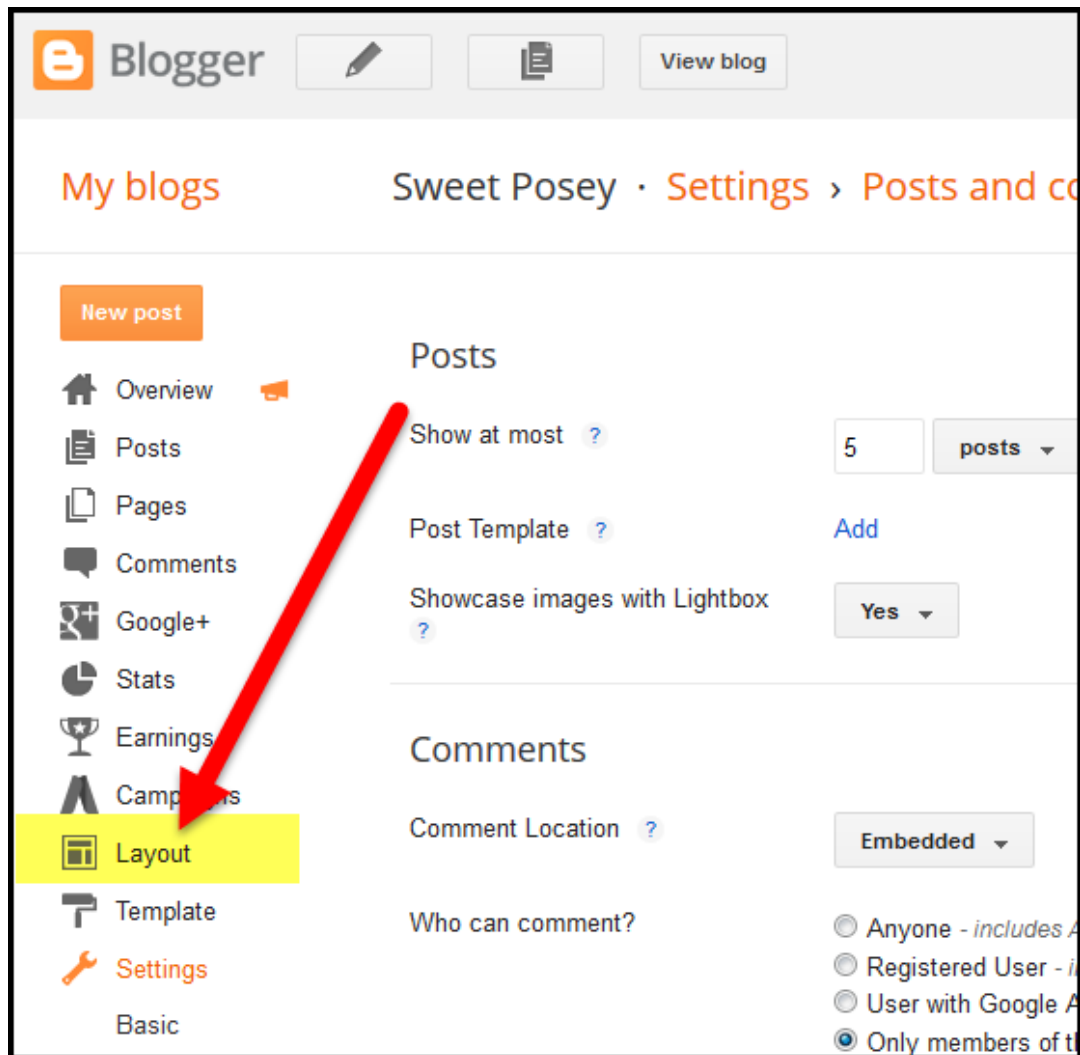 Blogger
View blog
My blogs
Sweet Posey · Settings › Posts and co
New post
Overview
Posts
Pages
Comments
Google+
Stats
Earnings
Layout
Template
Settings
Basic
Posts
Show at most ?
5 posts
Post Template ?
Add
Showcase images with Lightbox
?
Yes
Comments
Comment Location ?
Embedded
Who can comment?
Anyone - includes A
Registered User - i
User with Google A
Only members of th